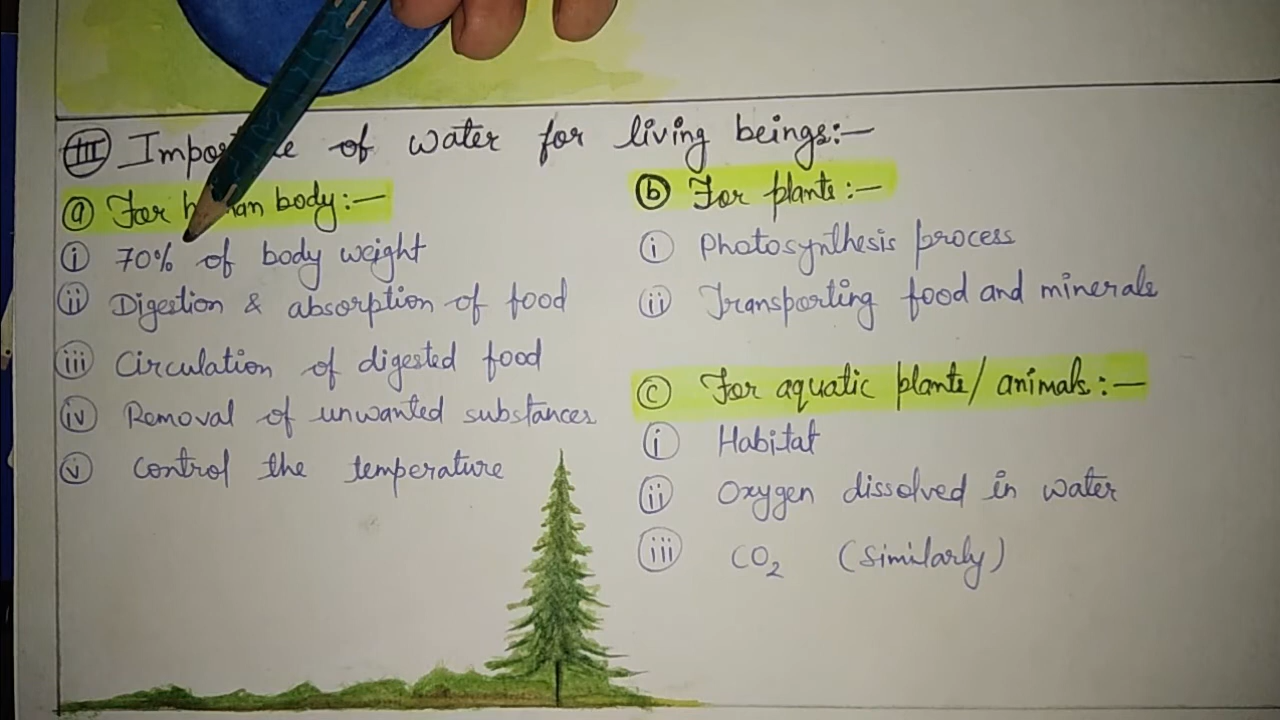 III Impor e of water for living beings:-
a For h man body:-
i 70% of body weight
ii Digestion & absorption of food
iii Circulation of digested food
iv Removal of unwanted substances
v Control the temperature
b For plants:-
i Photosynthesis process
ii Transporting food and minerals
c For aquatic plants/animals:-
i Habitat
ii Oxygen dissolved in water
iii CO2 (Similarly)